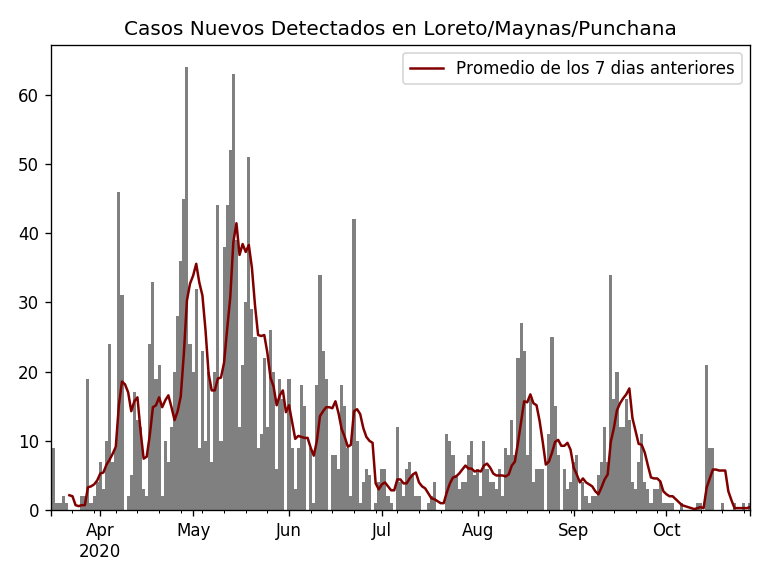 Casos Nuevos Detectados en Loreto/Maynas/Punchana
Promedio de los 7 dias anteriores
60
50
40
30
20
10
0
Apr May Jun Jul Aug Sep Oct
2020